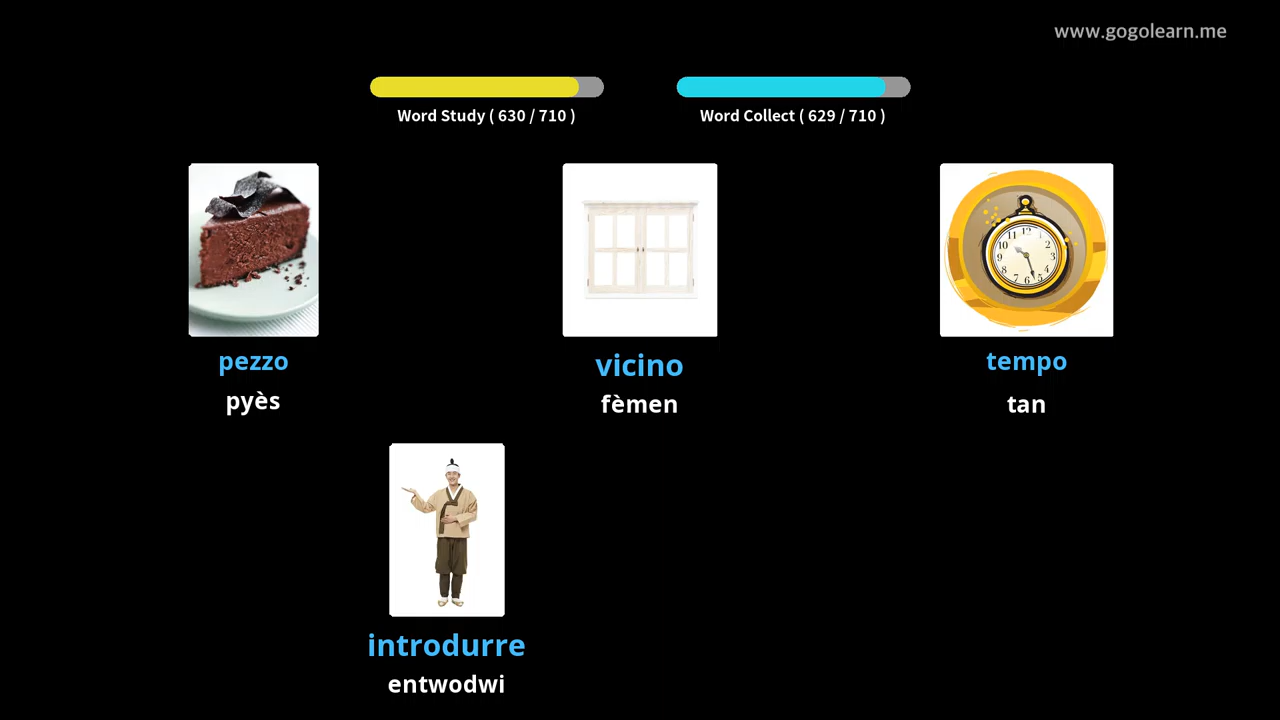 www.gogolearn.me
Word Study ( 630 / 710 )
Word Collect ( 629 / 710 )
pezzo
pyès
vicino
fèmen
tempo
tan
introdurre
entwodwi